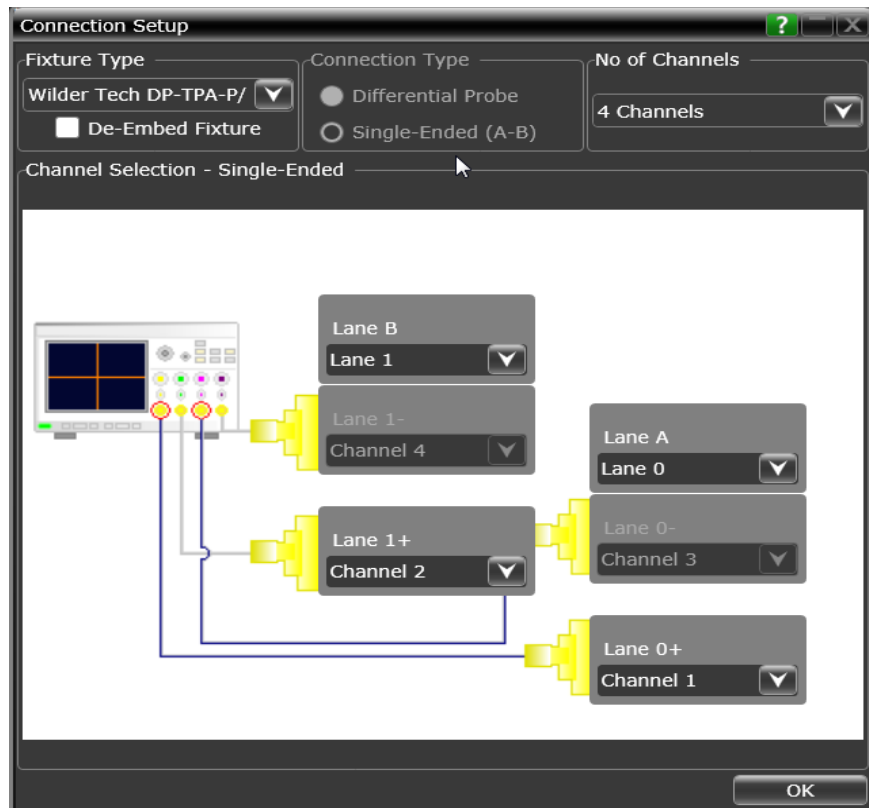 Connection Setup
?
X
Fixture Type
Wilder Tech DP-TPA-P/
De-Embed Fixture
Connection Type
Differential Probe
Single-Ended (A-B)
No of Channels
4 Channels
Channel Selection - Single-Ended
Lane B
Lane 1
Lane 1-
Channel 4
Lane A
Lane 0
Lane 0-
Channel 3
Lane 1+
Channel 2
Lane 0+
Channel 1
OK